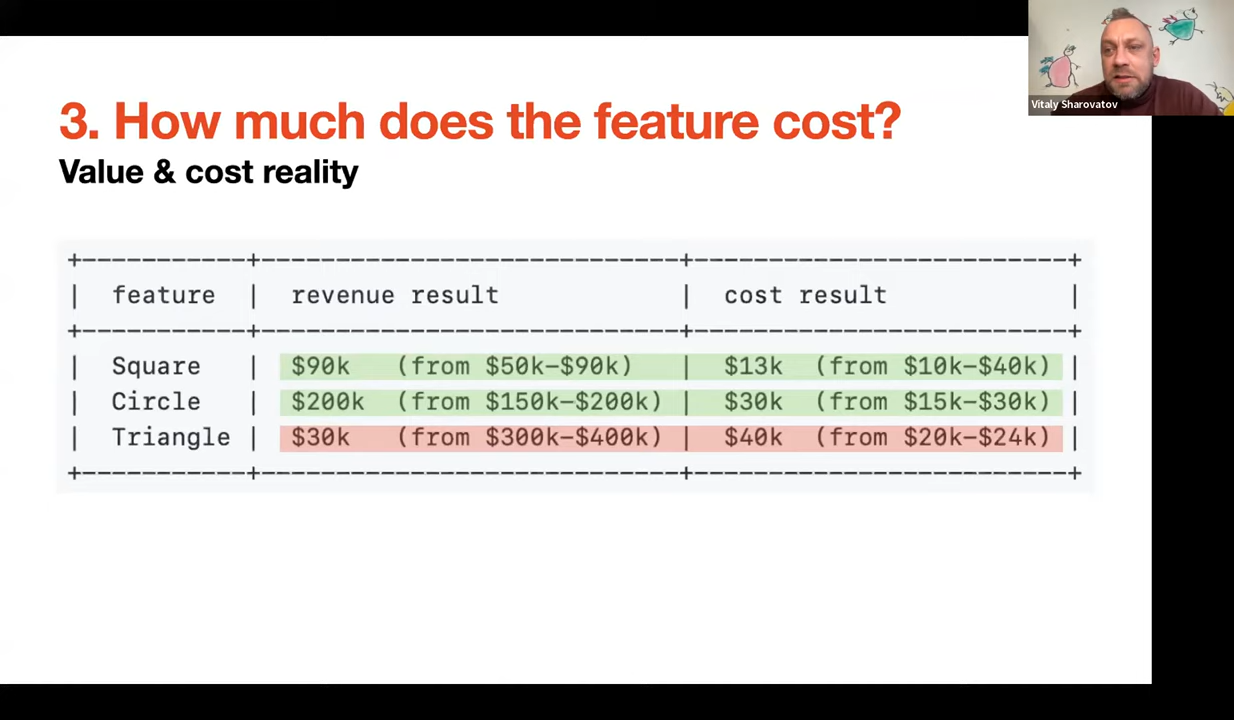 3. How much does the feature cost?
Value & cost reality
+-----------+-----------------------------+--------------------------+
| feature | revenue result | cost result |
+-----------+-----------------------------+--------------------------+
| Square | $90k (from $50k–$90k) | $13k (from $10k–$40k) |
| Circle | $200k (from $150k–$200k) | $30k (from $15k–$30k) |
| Triangle | $30k (from $300k–$400k) | $40k (from $20k–$24k) |
+-----------+-----------------------------+--------------------------+
Vitaly Sharovatov